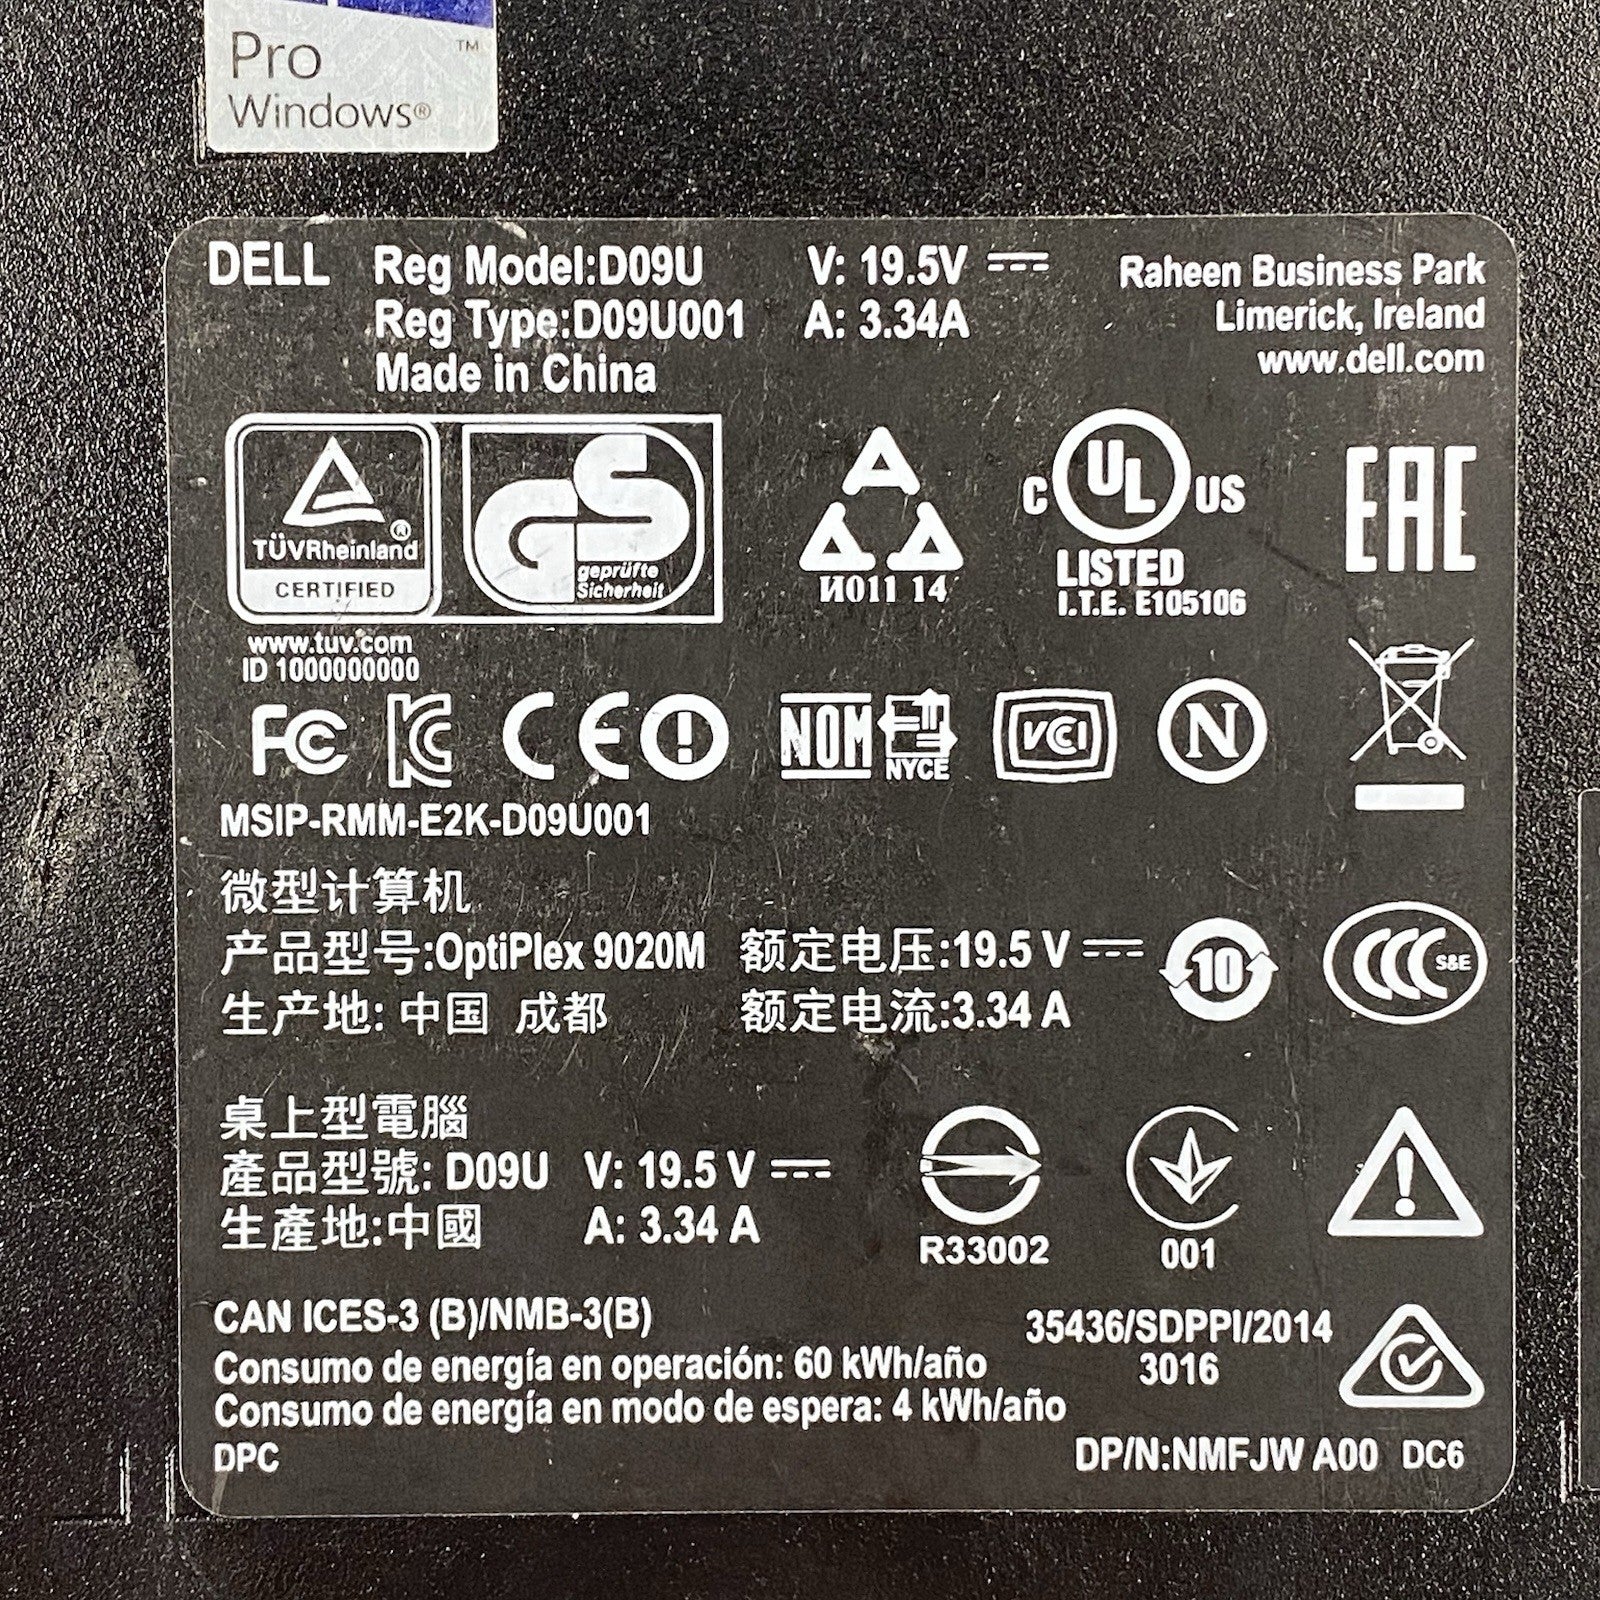 Pro ™
Windows®
DELL Reg Model:D09U V: 19.5V Raheen Business Park
Reg Type:D09U001 A: 3.34A Limerick, Ireland
Made in China www.dell.com
TÜVRheinland®
CERTIFIED
GS
geprüfte
Sicherheit
www.tuv.com
ID 1000000000
И011 14
C UL US
LISTED
I.T.E. E105106
EAC
FC KC CE NOM NYCE VCI N
MSIP-RMM-E2K-D09U001
微型计算机
产品型号:OptiPlex 9020M 额定电压:19.5 V
生产地: 中国 成都 额定电流:3.34 A
10
CCC S&E
桌上型電腦
產品型號: D09U V: 19.5 V
生產地:中國 A: 3.34 A
R33002
001
CAN ICES-3 (B)/NMB-3(B)
35436/SDPPI/2014
3016
Consumo de energía en operación: 60 kWh/año
Consumo de energía en modo de espera: 4 kWh/año
DPC DP/N:NMFJW A00 DC6